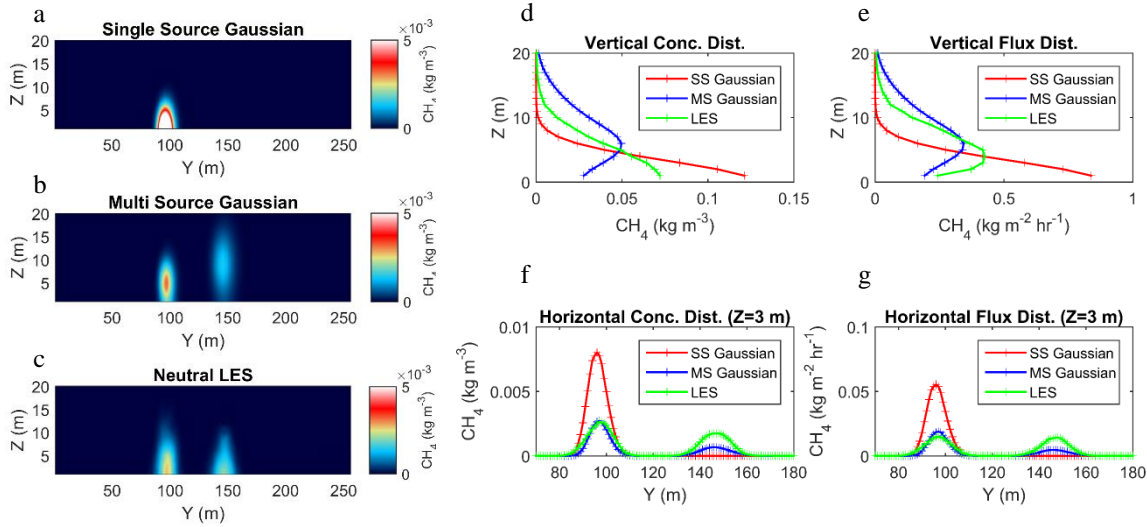 a
Single Source Gaussian
×10⁻³
20
15
10
5
Z (m)
50 100 150 200 250
Y (m)
5
0
CH₄ (kg m⁻³)
b
Multi Source Gaussian
×10⁻³
20
15
10
5
Z (m)
50 100 150 200 250
Y (m)
5
0
CH₄ (kg m⁻³)
c
Neutral LES
×10⁻³
20
15
10
5
Z (m)
50 100 150 200 250
Y (m)
5
0
CH₄ (kg m⁻³)
d
Vertical Conc. Dist.
20
10
0
Z (m)
SS Gaussian
MS Gaussian
LES
0 0.05 0.1 0.15
CH₄ (kg m⁻³)
e
Vertical Flux Dist.
20
10
0
Z (m)
SS Gaussian
MS Gaussian
LES
0 0.5 1
CH₄ (kg m⁻² hr⁻¹)
f
Horizontal Conc. Dist. (Z=3 m)
0.01
0.005
0
CH₄ (kg m⁻³)
SS Gaussian
MS Gaussian
LES
80 100 120 140 160 180
Y (m)
g
Horizontal Flux Dist. (Z=3 m)
0.1
0.05
0
CH₄ (kg m⁻² hr⁻¹)
SS Gaussian
MS Gaussian
LES
80 100 120 140 160 180
Y (m)